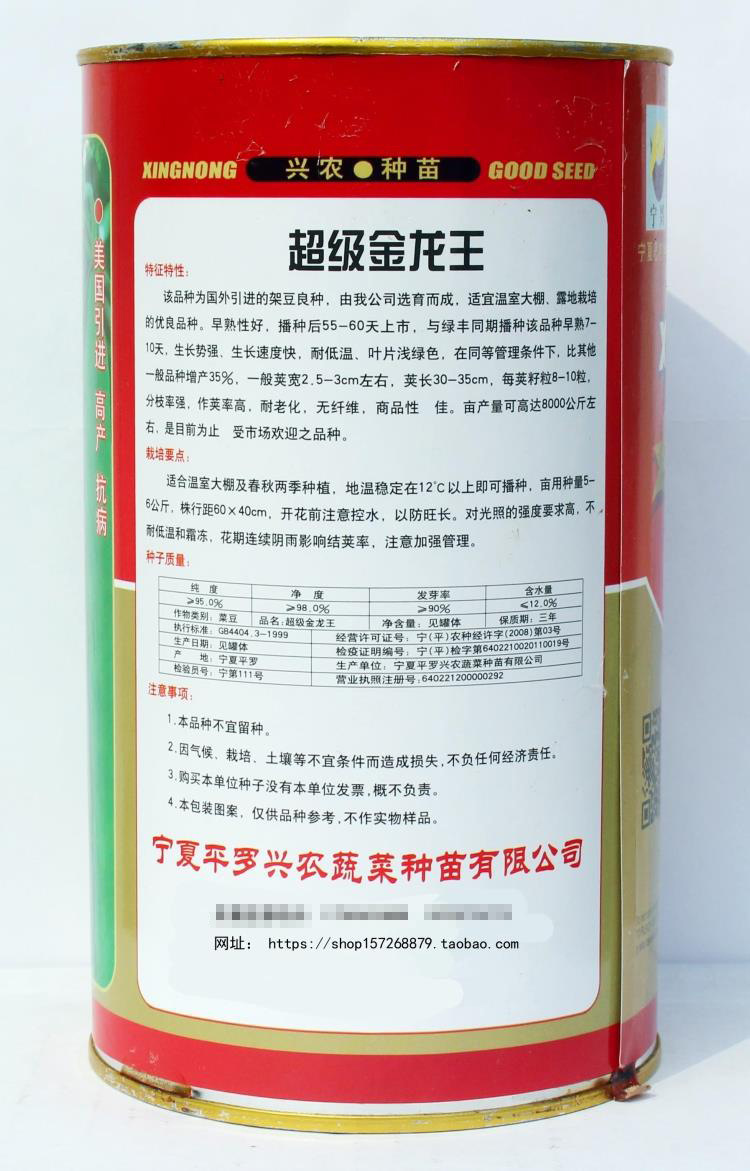 XINGNONG 兴农●种苗 GOOD SEED
超级金龙王
特征特性：
该品种为国外引进的架豆良种，由我公司选育而成，适宜温室大棚、露地栽培
的优良品种。早熟性好，播种后55-60天上市，与绿丰同期播种该品种早熟7-
10天，生长势强、生长速度快，耐低温、叶片浅绿色，在同等管理条件下，比其他
一般品种增产35%，一般荚宽2.5-3cm左右，荚长30-35cm，每荚籽粒8-10粒，
分枝率强，作荚率高，耐老化，无纤维，商品性 佳。亩产量可高达8000公斤左
右，是目前为止 受市场欢迎之品种。
栽培要点：
适合温室大棚及春秋两季种植，地温稳定在12℃以上即可播种，亩用种量5-
6公斤，株行距60×40cm，开花前注意控水，以防旺长。对光照的强度要求高，不
耐低温和霜冻，花期连续阴雨影响结荚率，注意加强管理。
种子质量：
纯 度 净 度 发芽率 含水量
≥95.0% ≥98.0% ≥90% ≤12.0%
作物类别：菜豆 品名：超级金龙王 净含量：见罐体 保质期：三年
执行标准：GB4404.3-1999 经营许可证号：宁(平)农种经许字(2008)第03号
生产日期：见罐体 检疫证明编号：宁(平)检字第6402210020110019号
产 地：宁夏平罗 生产单位：宁夏平罗兴农蔬菜种苗有限公司
检验员号：宁第111号 营业执照注册号：640221200000292
注意事项：
1.本品种不宜留种。
2.因气候、栽培、土壤等不宜条件而造成损失，不负任何经济责任。
3.购买本单位种子没有本单位发票，概不负责。
4.本包装图案，仅供品种参考，不作实物样品。
宁夏平罗兴农蔬菜种苗有限公司
网址： https://shop157268879.taobao.com
美国引进 高产 抗病